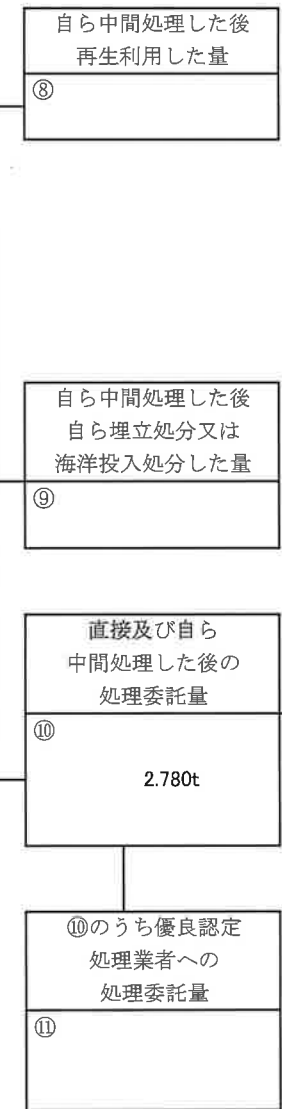 自ら中間処理した後
再生利用した量
⑧
自ら中間処理した後
自ら埋立処分又は
海洋投入処分した量
⑨
直接及び自ら
中間処理した後の
処理委託量
⑩
2.780t
⑩のうち優良認定
処理業者への
処理委託量
⑪